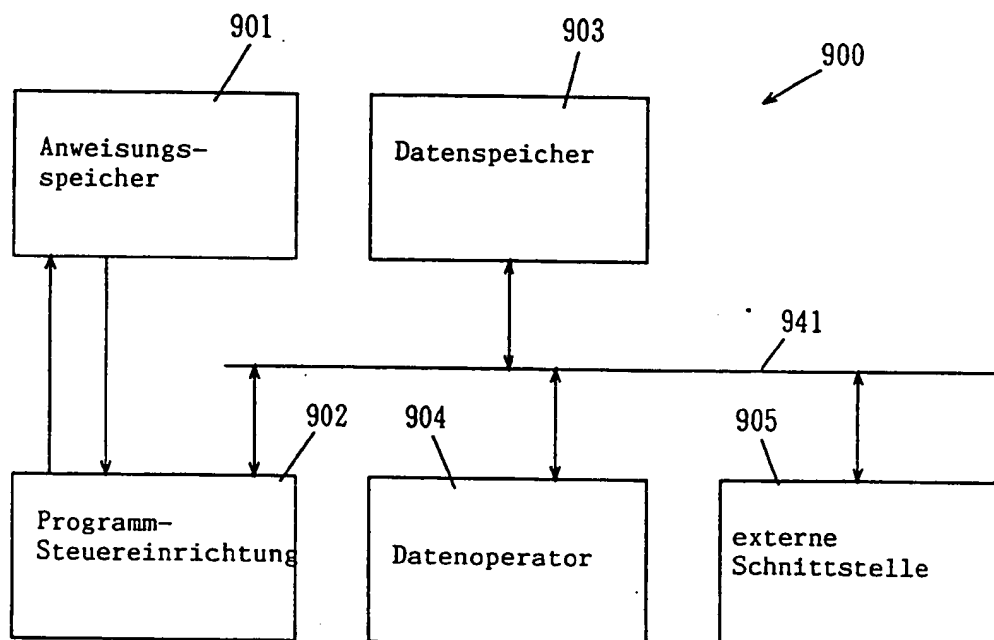 901
903
900
Anweisungs-
speicher
Datenspeicher
941
902
904
905
Programm-
Steuereinrichtung
Datenoperator
externe
Schnittstelle